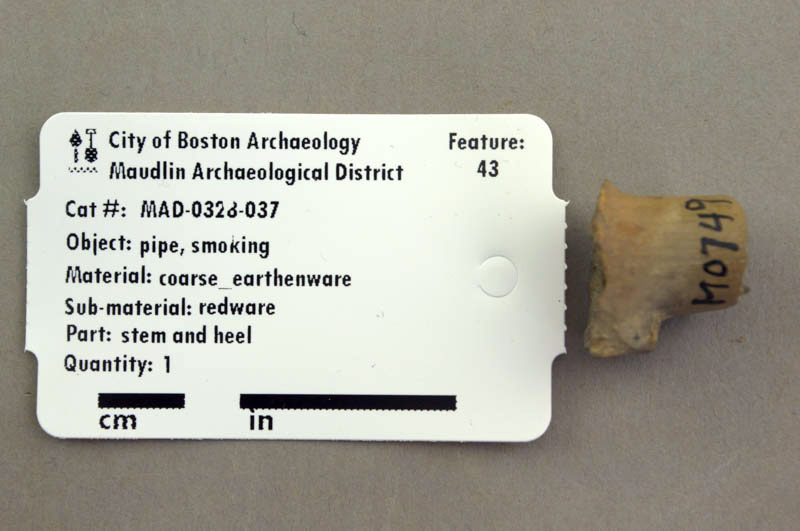 City of Boston Archaeology
Maudlin Archaeological District
Feature:
43
Cat #: MAD-0328-037
Object: pipe, smoking
Material: coarse_earthenware
Sub-material: redware
Part: stem and heel
Quantity: 1
cm
in
M0749